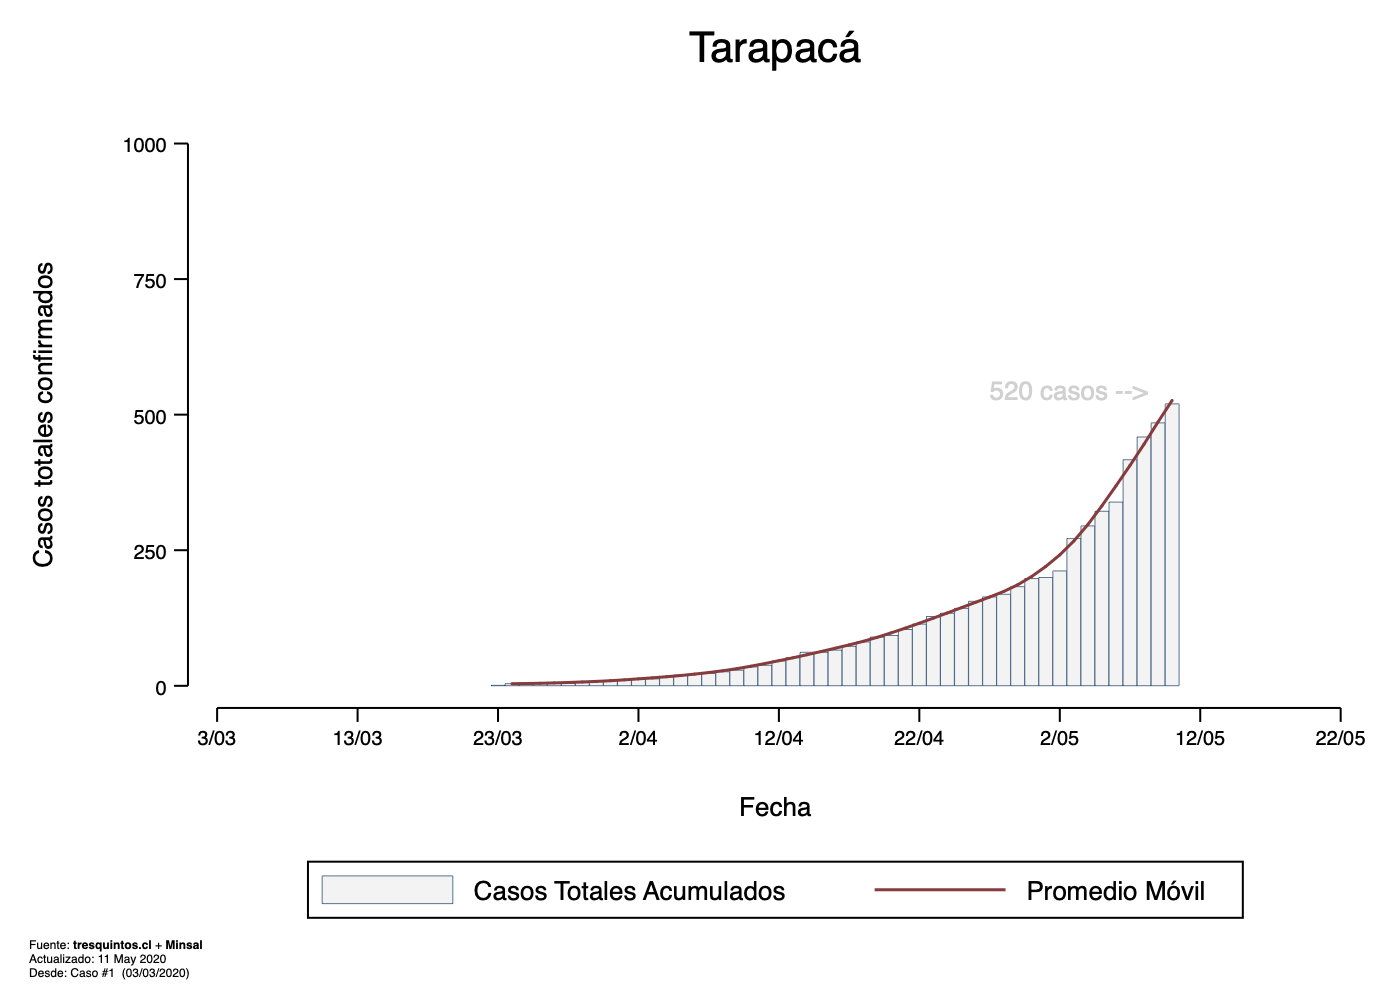 Tarapacá
Casos totales confirmados
1000
750
500
250
0
520 casos -->
3/03 13/03 23/03 2/04 12/04 22/04 2/05 12/05 22/05
Fecha
Casos Totales Acumulados Promedio Móvil
Fuente: tresquintos.cl + Minsal
Actualizado: 11 May 2020
Desde: Caso #1 (03/03/2020)